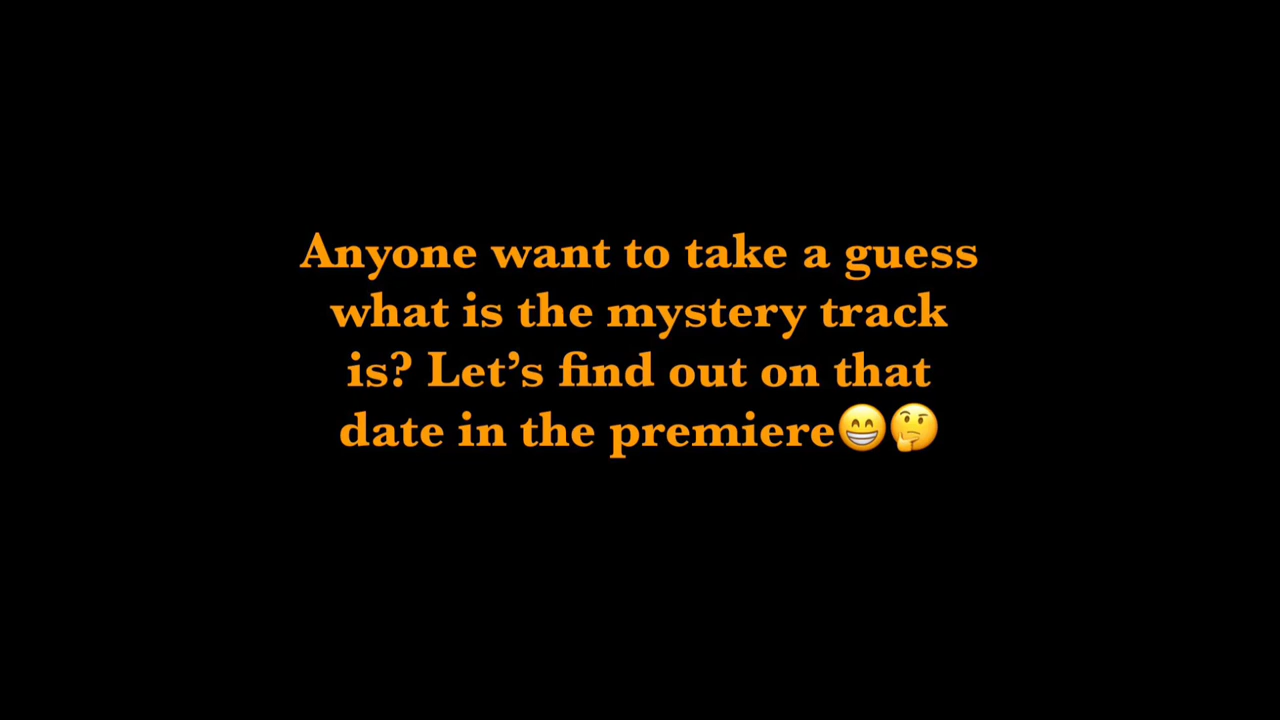 Anyone want to take a guess
what is the mystery track
is? Let’s find out on that
date in the premiere😁🤔